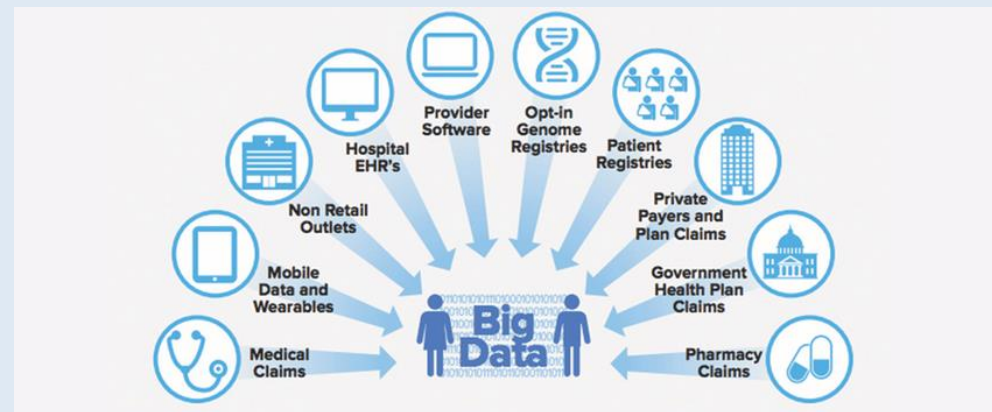 Provider
Software
Opt-in
Genome
Registries
Hospital
EHR's
Patient
Registries
Non Retail
Outlets
Private
Payers and
Plan Claims
Mobile
Data and
Wearables
Government
Health Plan
Claims
Big
Data
Medical
Claims
Pharmacy
Claims